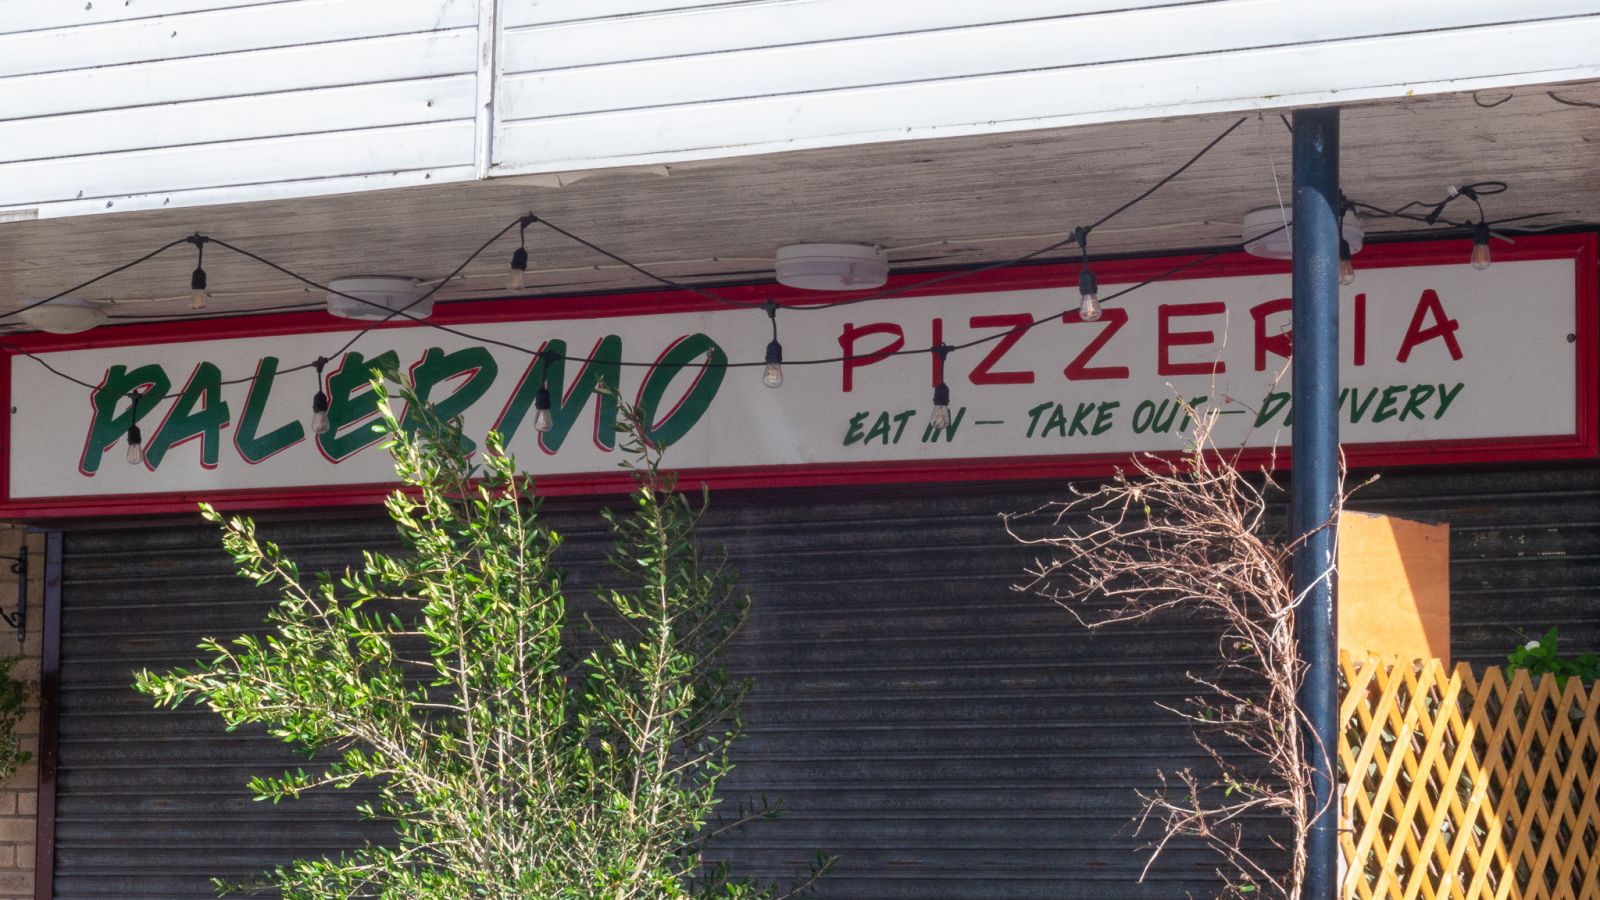 PALERMO PIZZERIA
EAT IN — TAKE OUT — DELIVERY